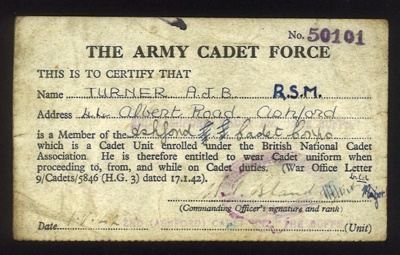 No. 50101
THE ARMY CADET FORCE
THIS IS TO CERTIFY THAT
Name TURNER A.J.B. R.S.M.
Address Albert Road Ashford
is a Member of the Ashford Cadet Corps
which is a Cadet Unit enrolled under the British National Cadet
Association. He is therefore entitled to wear Cadet uniform when
proceeding to, from, and while on Cadet duties. (War Office Letter
9/Cadets/5846 (H.G. 3) dated 17.1.42).
Major
(Commanding Officer's signature and rank)
Date (Unit)